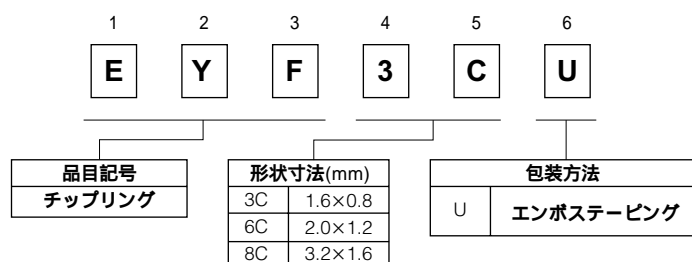 1 2 3 4 5 6
E Y F 3 C U
品目記号
チップリング
形状寸法(mm)
3C 1.6×0.8
6C 2.0×1.2
8C 3.2×1.6
包装方法
U エンボステーピング